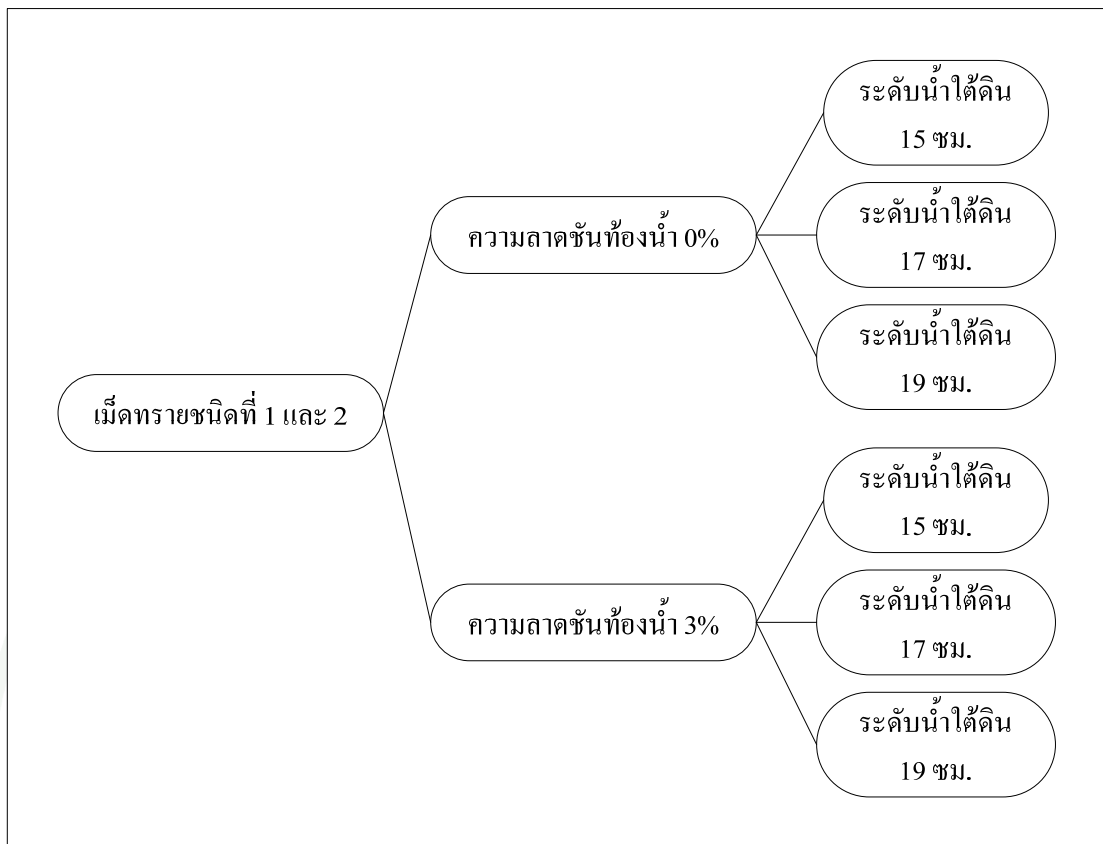 เม็ดทรายชนิดที่ 1 และ 2
ความลาดชันท้องน้ำ 0%
ระดับน้ำใต้ดิน
15 ซม.
ระดับน้ำใต้ดิน
17 ซม.
ระดับน้ำใต้ดิน
19 ซม.
ความลาดชันท้องน้ำ 3%
ระดับน้ำใต้ดิน
15 ซม.
ระดับน้ำใต้ดิน
17 ซม.
ระดับน้ำใต้ดิน
19 ซม.